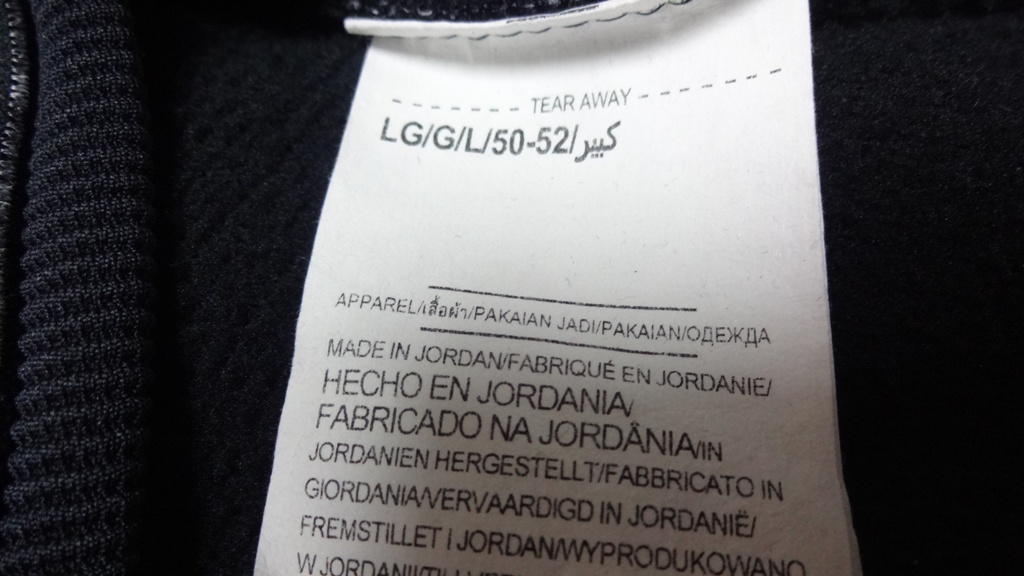 TEAR AWAY
LG/G/L/50-52/كبير
APPAREL/เสื้อผ้า/PAKAIAN JADI/PAKAIAN/ОДЕЖДА
MADE IN JORDAN/FABRIQUÉ EN JORDANIE/
HECHO EN JORDANIA/
FABRICADO NA JORDÂNIA/IN
JORDANIEN HERGESTELLT/FABBRICATO IN
GIORDANIA/VERVAARDIGD IN JORDANIË/
FREMSTILLET I JORDAN/WYPRODUKOWANO
W JORDANII/